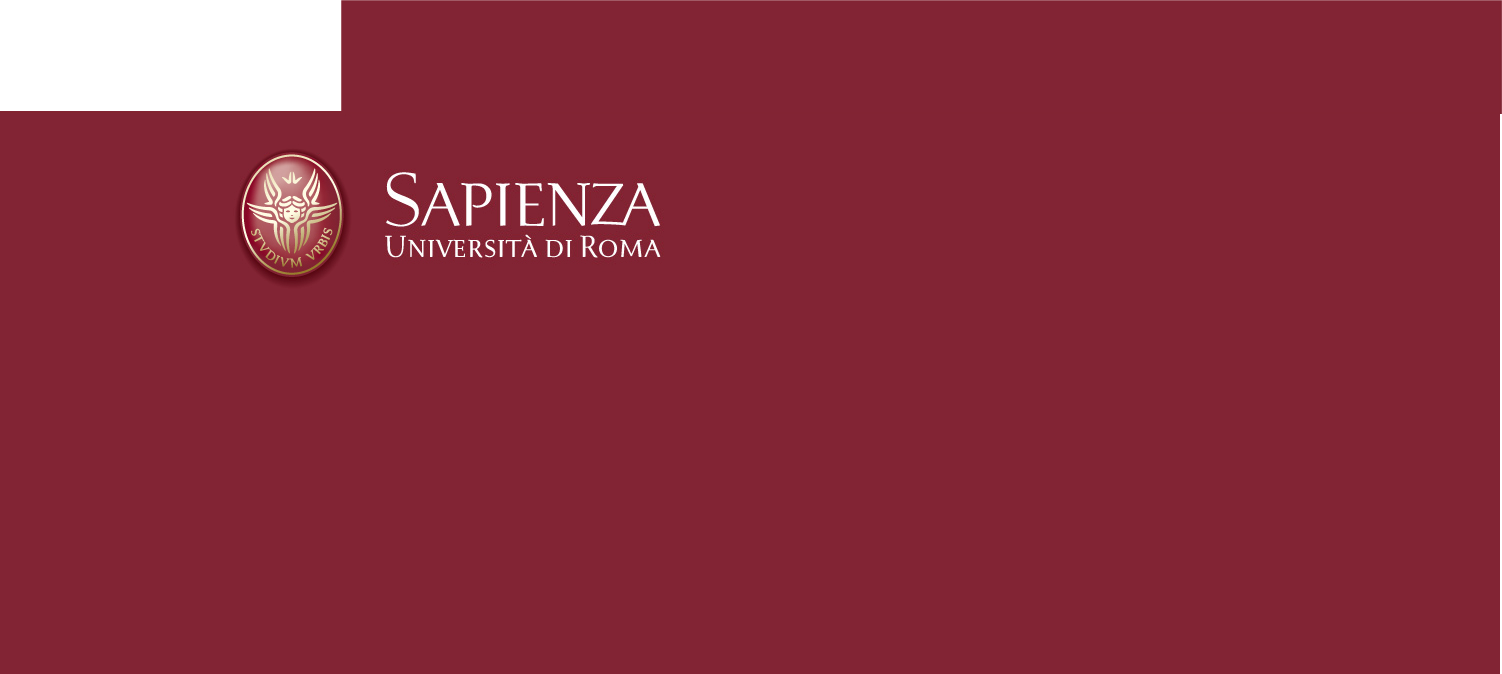 SAPIENZA
UNIVERSITÀ DI ROMA
STVDIVM VRBIS